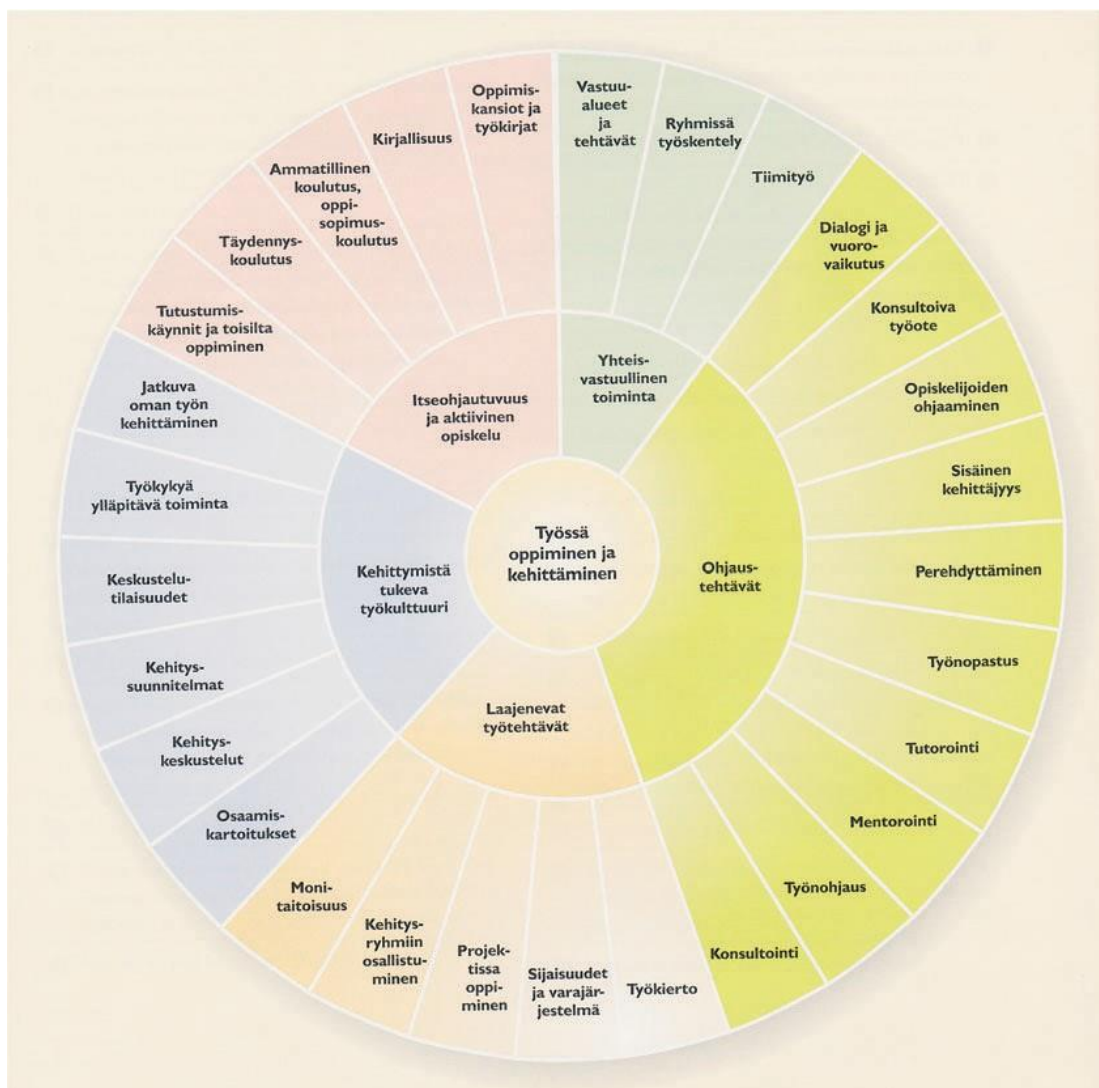 Työssä
oppiminen ja
kehittäminen
Yhteis-
vastuullinen
toiminta
Vastuu-
alueet
ja
tehtävät
Ryhmissä
työskentely
Tiimityö
Ohjaus-
tehtävät
Dialogi ja
vuoro-
vaikutus
Konsultoiva
työote
Opiskelijoiden
ohjaaminen
Sisäinen
kehittäjyys
Perehdyttäminen
Työnopastus
Tutorointi
Mentorointi
Työnohjaus
Konsultointi
Laajenevat
työtehtävät
Työkierto
Sijaisuudet
ja varajär-
jestelmä
Projek-
tissa
oppi-
minen
Kehitys-
ryhmiin
osallistu-
minen
Moni-
taitoisuus
Kehittymistä
tukeva
työkulttuuri
Osaamis-
kartoitukset
Kehitys-
keskustelut
Kehitys-
suunnitelmat
Keskustelu-
tilaisuudet
Työkykyä
ylläpitävä toiminta
Jatkuva
oman työn
kehittäminen
Itseohjautuvuus
ja aktiivinen
opiskelu
Tutustumis-
käynnit ja toisilta
oppiminen
Täydennys-
koulutus
Ammatillinen
koulutus,
oppi-
sopimus-
koulutus
Kirjallisuus
Oppimis-
kansiot ja
työkirjat